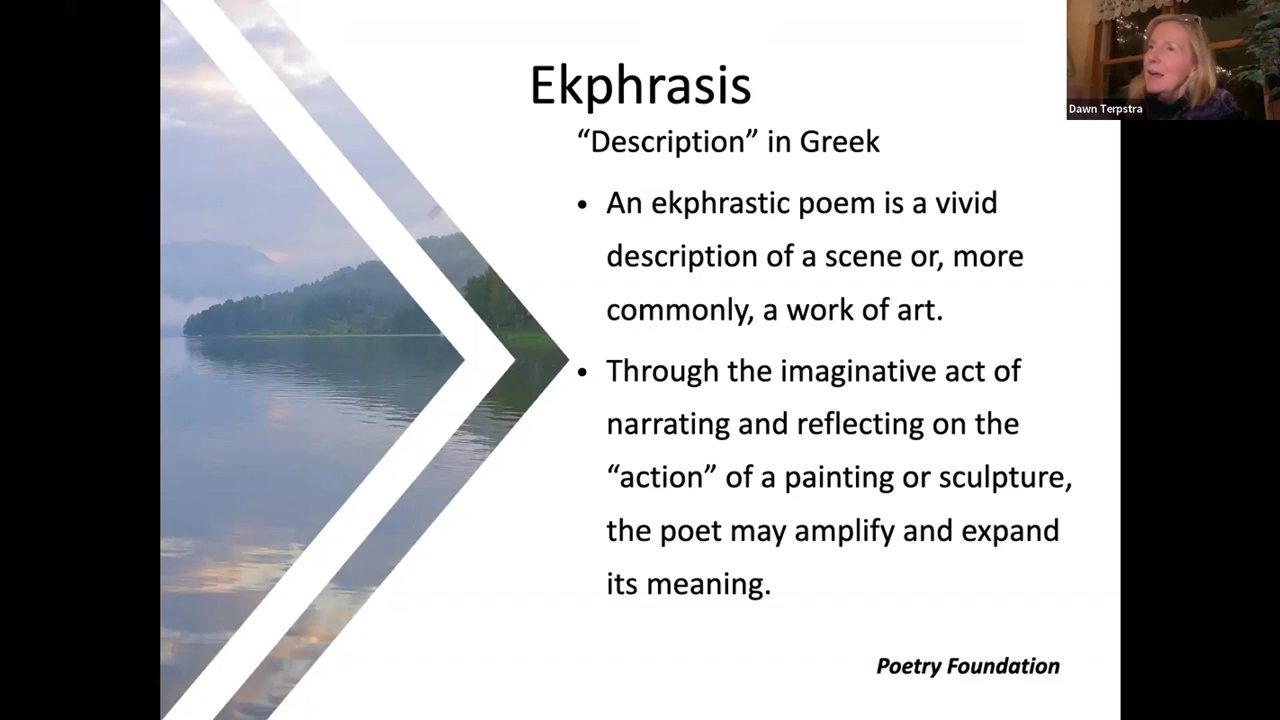 Ekphrasis
“Description” in Greek
• An ekphrastic poem is a vivid
description of a scene or, more
commonly, a work of art.
• Through the imaginative act of
narrating and reflecting on the
“action” of a painting or sculpture,
the poet may amplify and expand
its meaning.
Poetry Foundation
Dawn Terpstra